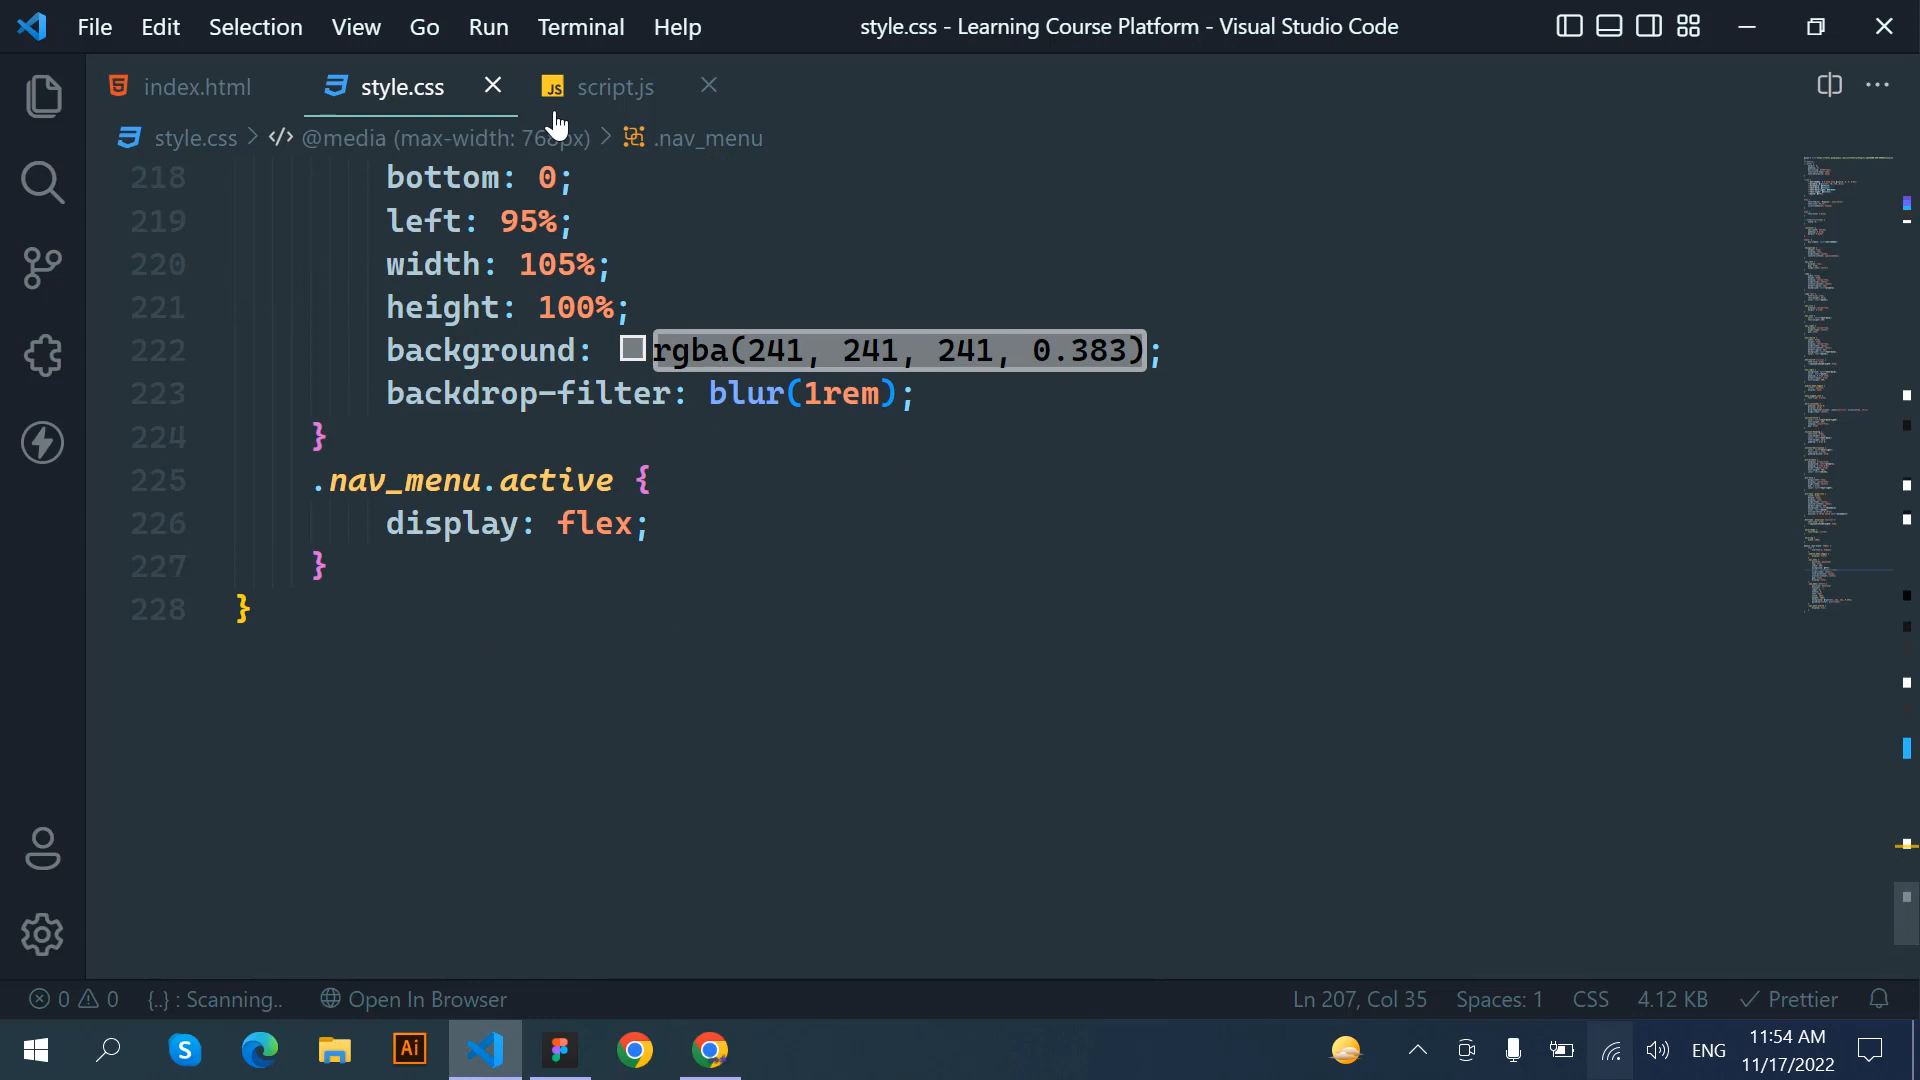 File Edit Selection View Go Run Terminal Help style.css - Learning Course Platform - Visual Studio Code
index.html style.css JS script.js
style.css > @media (max-width: 768px) > .nav_menu
218 bottom: 0;
219 left: 95%;
220 width: 105%;
221 height: 100%;
222 background: rgba(241, 241, 241, 0.383);
223 backdrop-filter: blur(1rem);
224 }
225 .nav_menu.active {
226 display: flex;
227 }
228 }
0 0 {..} : Scanning.. Open In Browser Ln 207, Col 35 Spaces: 1 CSS 4.12 KB Prettier
S Ai ENG 11:54 AM
11/17/2022